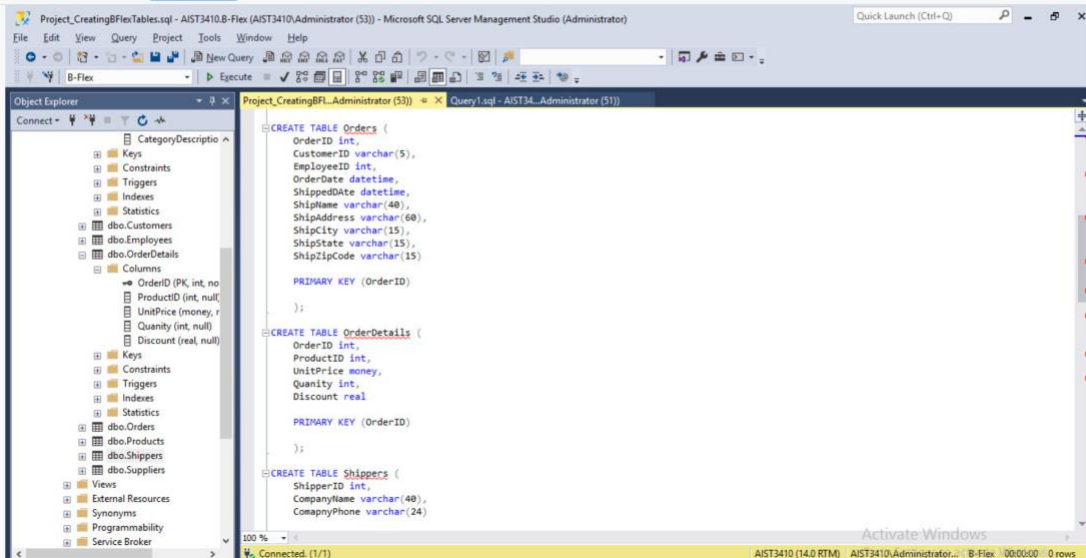 Project_CreatingBFlexTables.sql - AIST3410.B-Flex (AIST3410\Administrator (53)) - Microsoft SQL Server Management Studio (Administrator)
Quick Launch (Ctrl+Q)
File Edit View Query Project Tools Window Help
New Query
B-Flex
Execute
Object Explorer
Project_CreatingBFl...Administrator (53))
Query1.sql - AIST34...Administrator (51))
Connect
CategoryDescriptio
Keys
Constraints
Triggers
Indexes
Statistics
dbo.Customers
dbo.Employees
dbo.OrderDetails
Columns
OrderID (PK, int, no
ProductID (int, null
UnitPrice (money, r
Quanity (int, null)
Discount (real, null)
Keys
Constraints
Triggers
Indexes
Statistics
dbo.Orders
dbo.Products
dbo.Shippers
dbo.Suppliers
Views
External Resources
Synonyms
Programmability
Service Broker
CREATE TABLE Orders (
OrderID int,
CustomerID varchar(5),
EmployeeID int,
OrderDate datetime,
ShippedDAte datetime,
ShipName varchar(40),
ShipAddress varchar(60),
ShipCity varchar(15),
ShipState varchar(15),
ShipZipCode varchar(15)
PRIMARY KEY (OrderID)
);
CREATE TABLE OrderDetails (
OrderID int,
ProductID int,
UnitPrice money,
Quanity int,
Discount real
PRIMARY KEY (OrderID)
);
CREATE TABLE Shippers (
ShipperID int,
CompanyName varchar(40),
ComapnyPhone varchar(24)
100 %
Activate Windows
Connected. (1/1)
AIST3410 (14.0 RTM) AIST3410\Administrator... B-Flex 00:00:00 0 rows